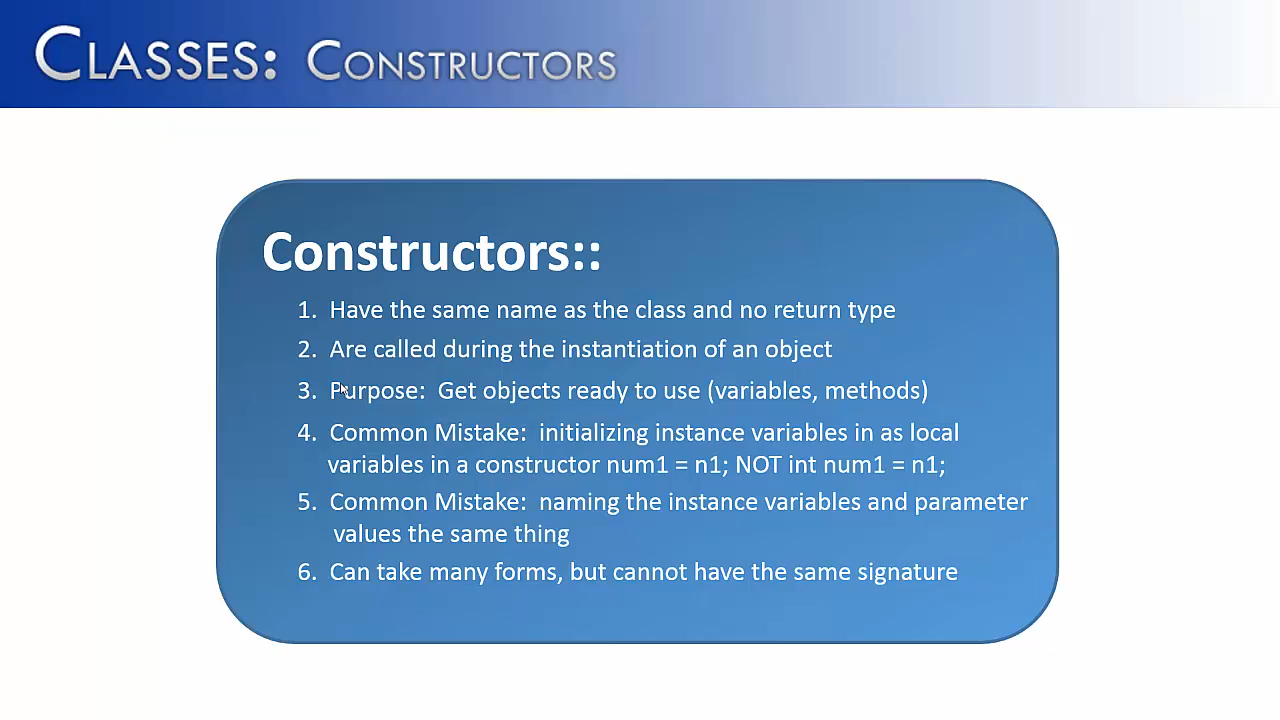 Classes: Constructors
Constructors::
1. Have the same name as the class and no return type
2. Are called during the instantiation of an object
3. Purpose: Get objects ready to use (variables, methods)
4. Common Mistake: initializing instance variables in as local
variables in a constructor num1 = n1; NOT int num1 = n1;
5. Common Mistake: naming the instance variables and parameter
values the same thing
6. Can take many forms, but cannot have the same signature